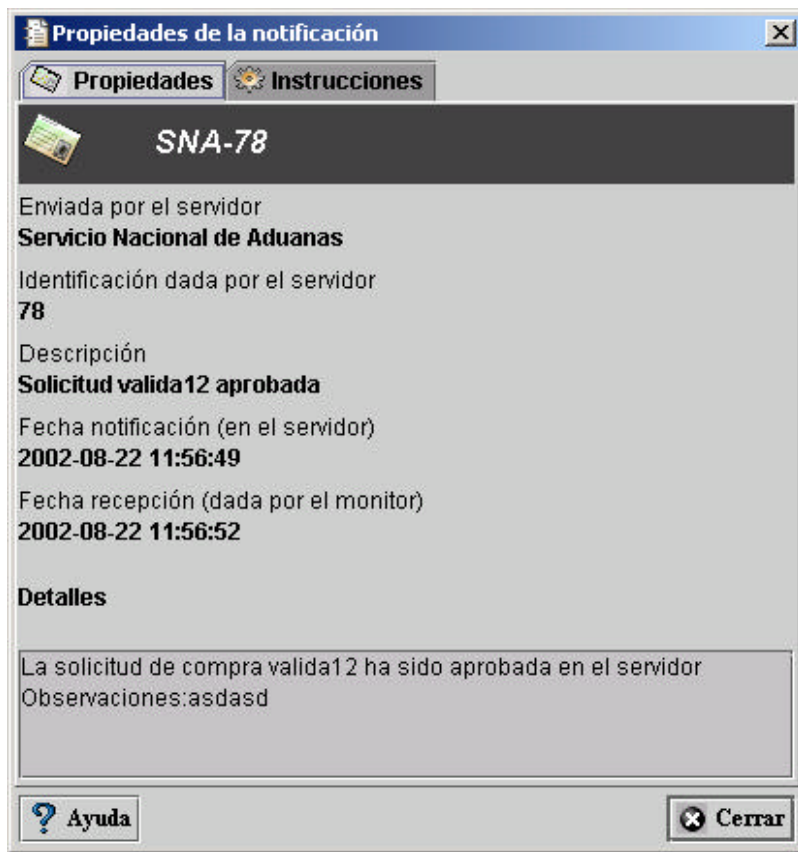 Propiedades de la notificación
Propiedades Instrucciones
SNA-78
Enviada por el servidor
Servicio Nacional de Aduanas
Identificación dada por el servidor
78
Descripción
Solicitud valida12 aprobada
Fecha notificación (en el servidor)
2002-08-22 11:56:49
Fecha recepción (dada por el monitor)
2002-08-22 11:56:52
Detalles
La solicitud de compra valida12 ha sido aprobada en el servidor
Observaciones:asdasd
Ayuda Cerrar